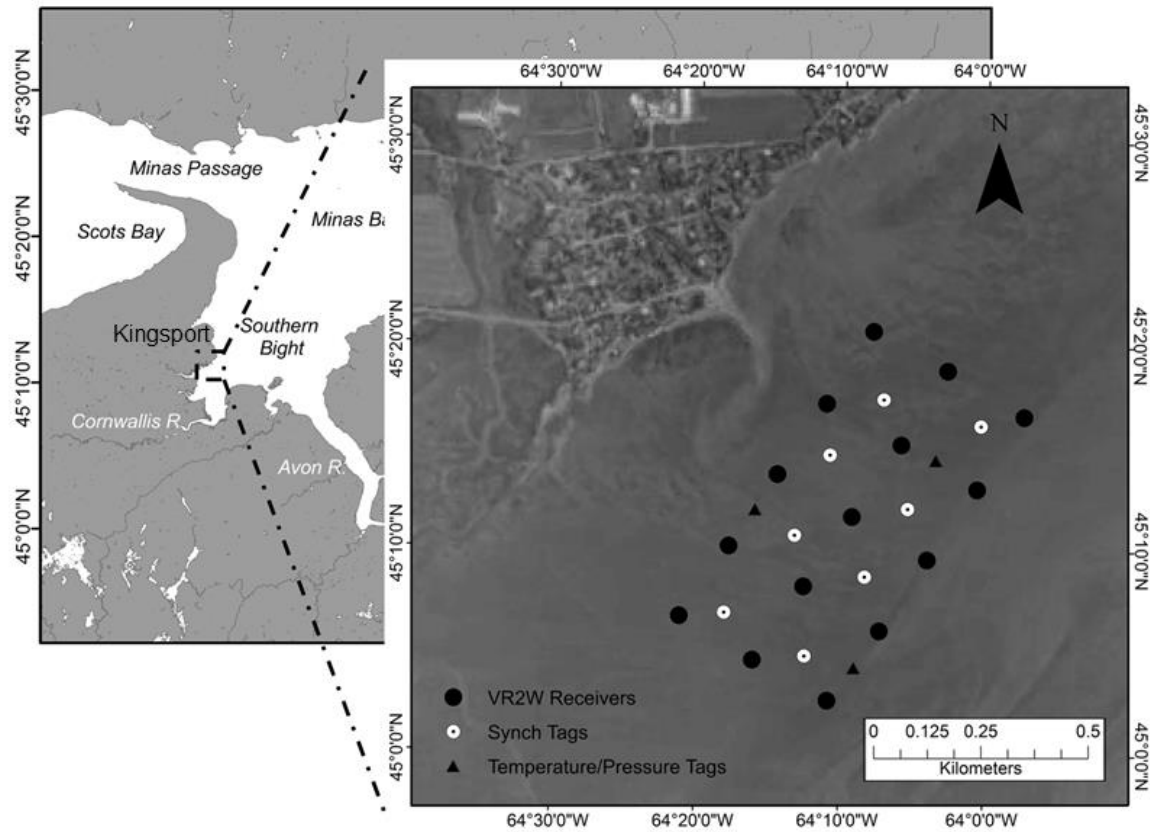 64°30'0"W 64°20'0"W 64°10'0"W 64°0'0"W
45°30'0"N
45°20'0"N
45°10'0"N
45°0'0"N
Minas Passage
Scots Bay
Minas Ba
Kingsport
Southern
Bight
Cornwallis R.
Avon R.
N
45°30'0"N
45°20'0"N
45°10'0"N
45°0'0"N
45°30'0"N
45°20'0"N
45°10'0"N
45°0'0"N
VR2W Receivers
Synch Tags
Temperature/Pressure Tags
0 0.125 0.25 0.5
Kilometers
64°30'0"W 64°20'0"W 64°10'0"W 64°0'0"W